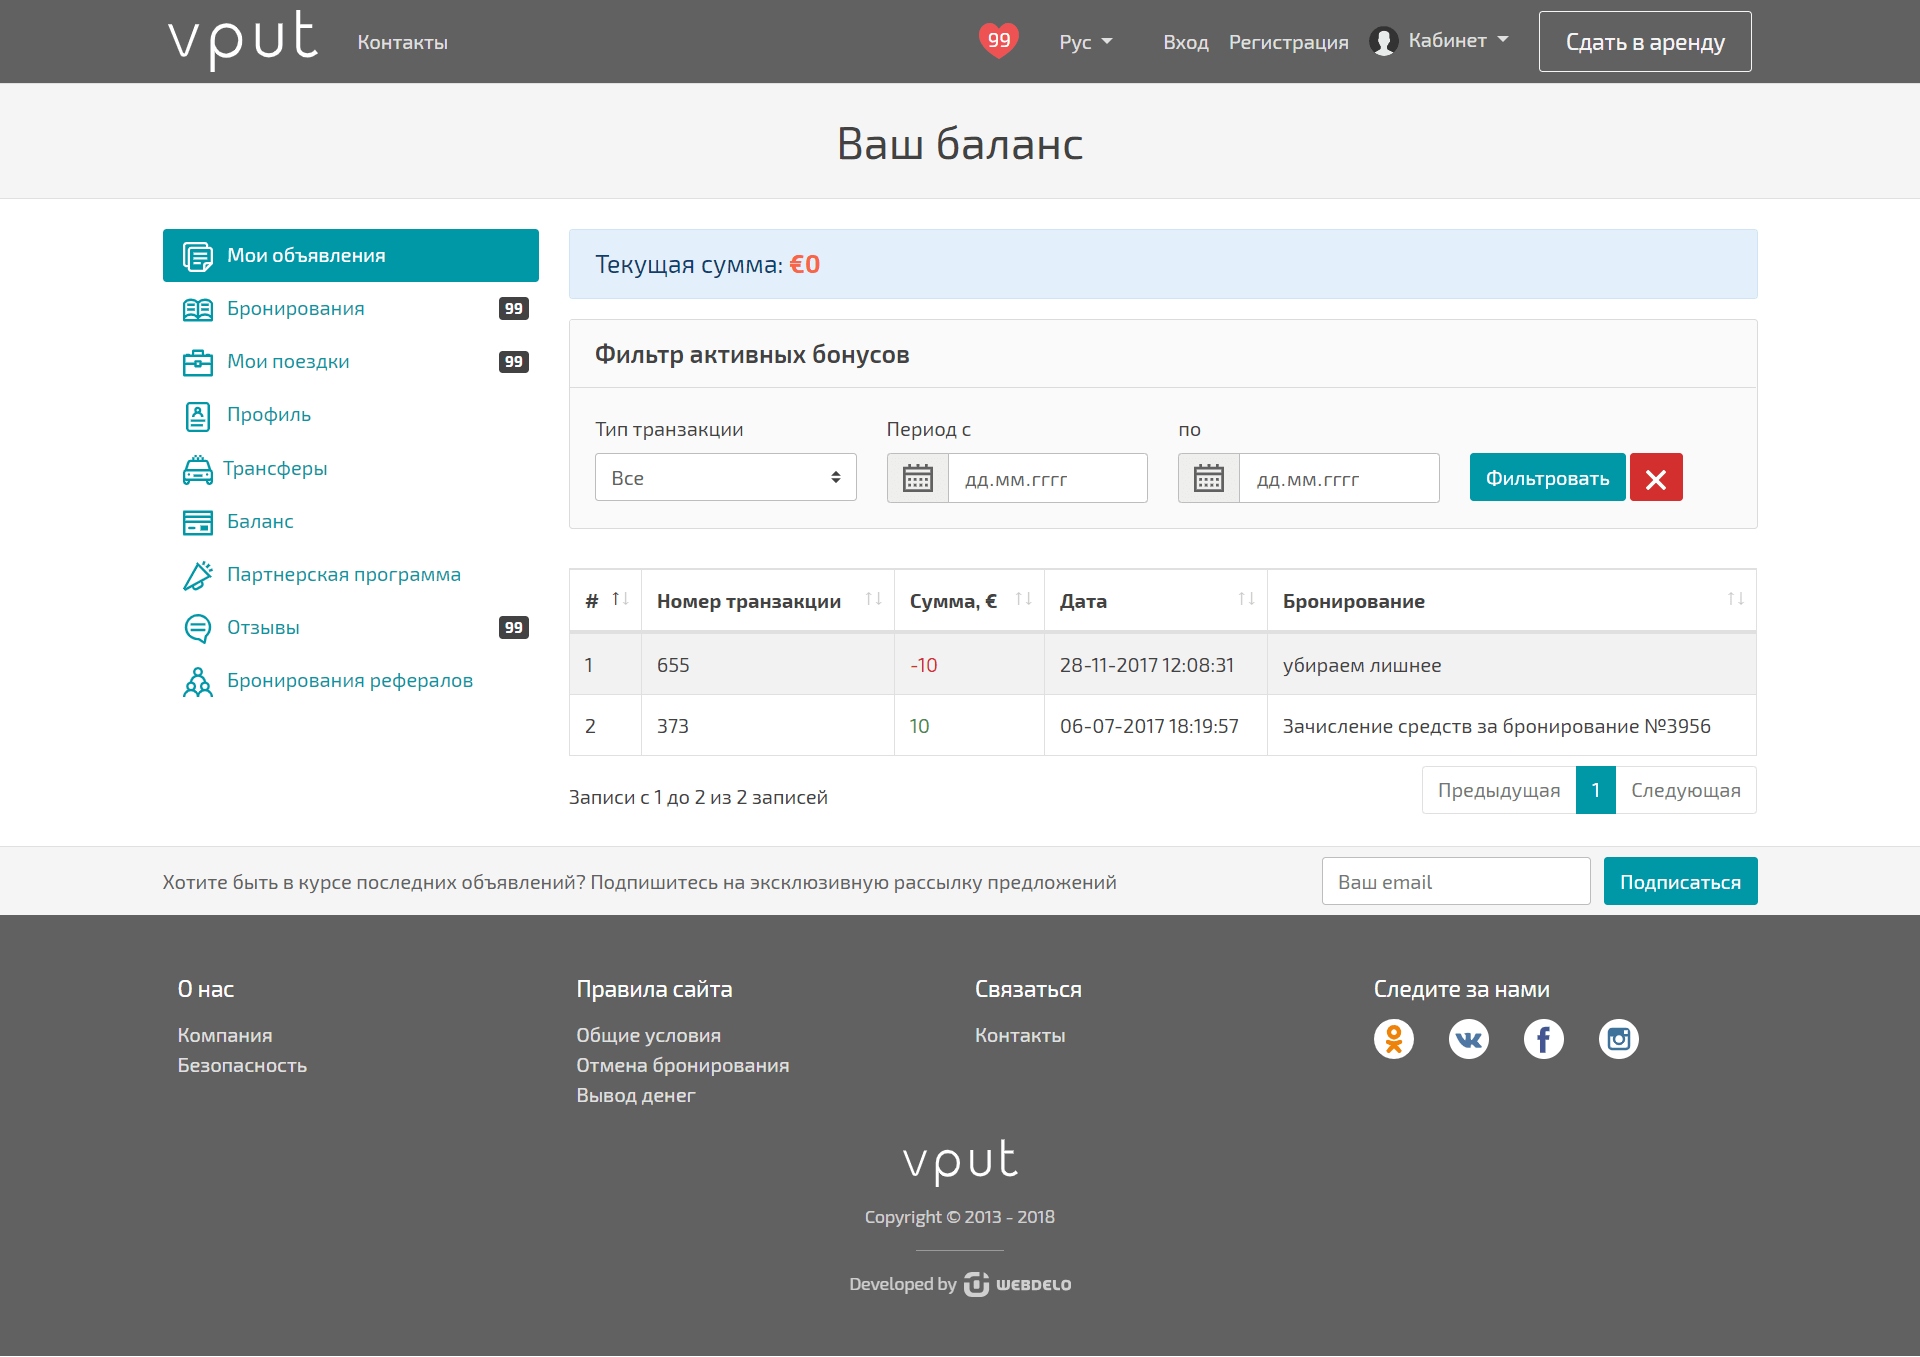 vput
Контакты
99
Рус
Вход
Регистрация
Кабинет
Сдать в аренду
Ваш баланс
Мои объявления
Бронирования
99
Мои поездки
99
Профиль
Трансферы
Баланс
Партнерская программа
Отзывы
99
Бронирования рефералов
Текущая сумма: €0
Фильтр активных бонусов
Тип транзакции
Период с
по
Все
дд.мм.гггг
дд.мм.гггг
Фильтровать
# Номер транзакции Сумма, € Дата Бронирование
1 655 -10 28-11-2017 12:08:31 убираем лишнее
2 373 10 06-07-2017 18:19:57 Зачисление средств за бронирование №3956
Записи с 1 до 2 из 2 записей
Предыдущая 1 Следующая
Хотите быть в курсе последних объявлений? Подпишитесь на эксклюзивную рассылку предложений
Ваш email
Подписаться
О нас
Компания
Безопасность
Правила сайта
Общие условия
Отмена бронирования
Вывод денег
Связаться
Контакты
Следите за нами
vput
Copyright © 2013 - 2018
Developed by WEBDELO